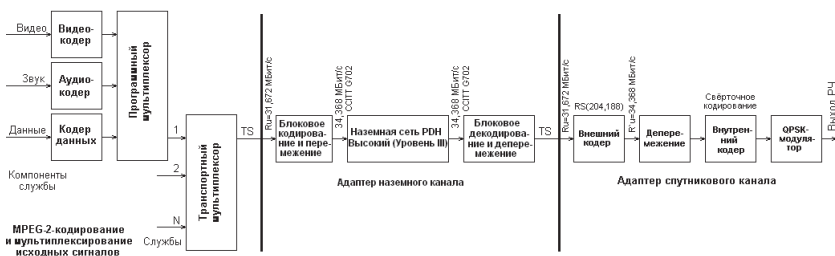 Видео
Видео-
кодер
Звук
Аудио-
кодер
Данные
Кодер
данных
Программный
мультиплексор
Компоненты
службы
1
2
N
Службы
MPEG-2-кодирование
и мультиплексирование
исходных сигналов
Транспортный
мультиплексор
TS
Ru=31,672 МБит/с
Блоковое
кодирова-
ние и пере-
межение
34,368 МБит/с
ССITT G702
Наземная сеть PDH
Высокий (Уровень III)
34,368 МБит/с
ССITT G702
Блоковое
декодирова-
ние и депере-
межение
Адаптер наземного канала
TS
Ru=31,672 МБит/с
RS(204,188)
Внешний
кодер
R'u=34,368 МБит/с
Депере-
межение
Свёрточное
кодирование
Внутрен-
ний
кодер
QPSK-
модуля-
тор
Выход РЧ
Адаптер спутникового канала